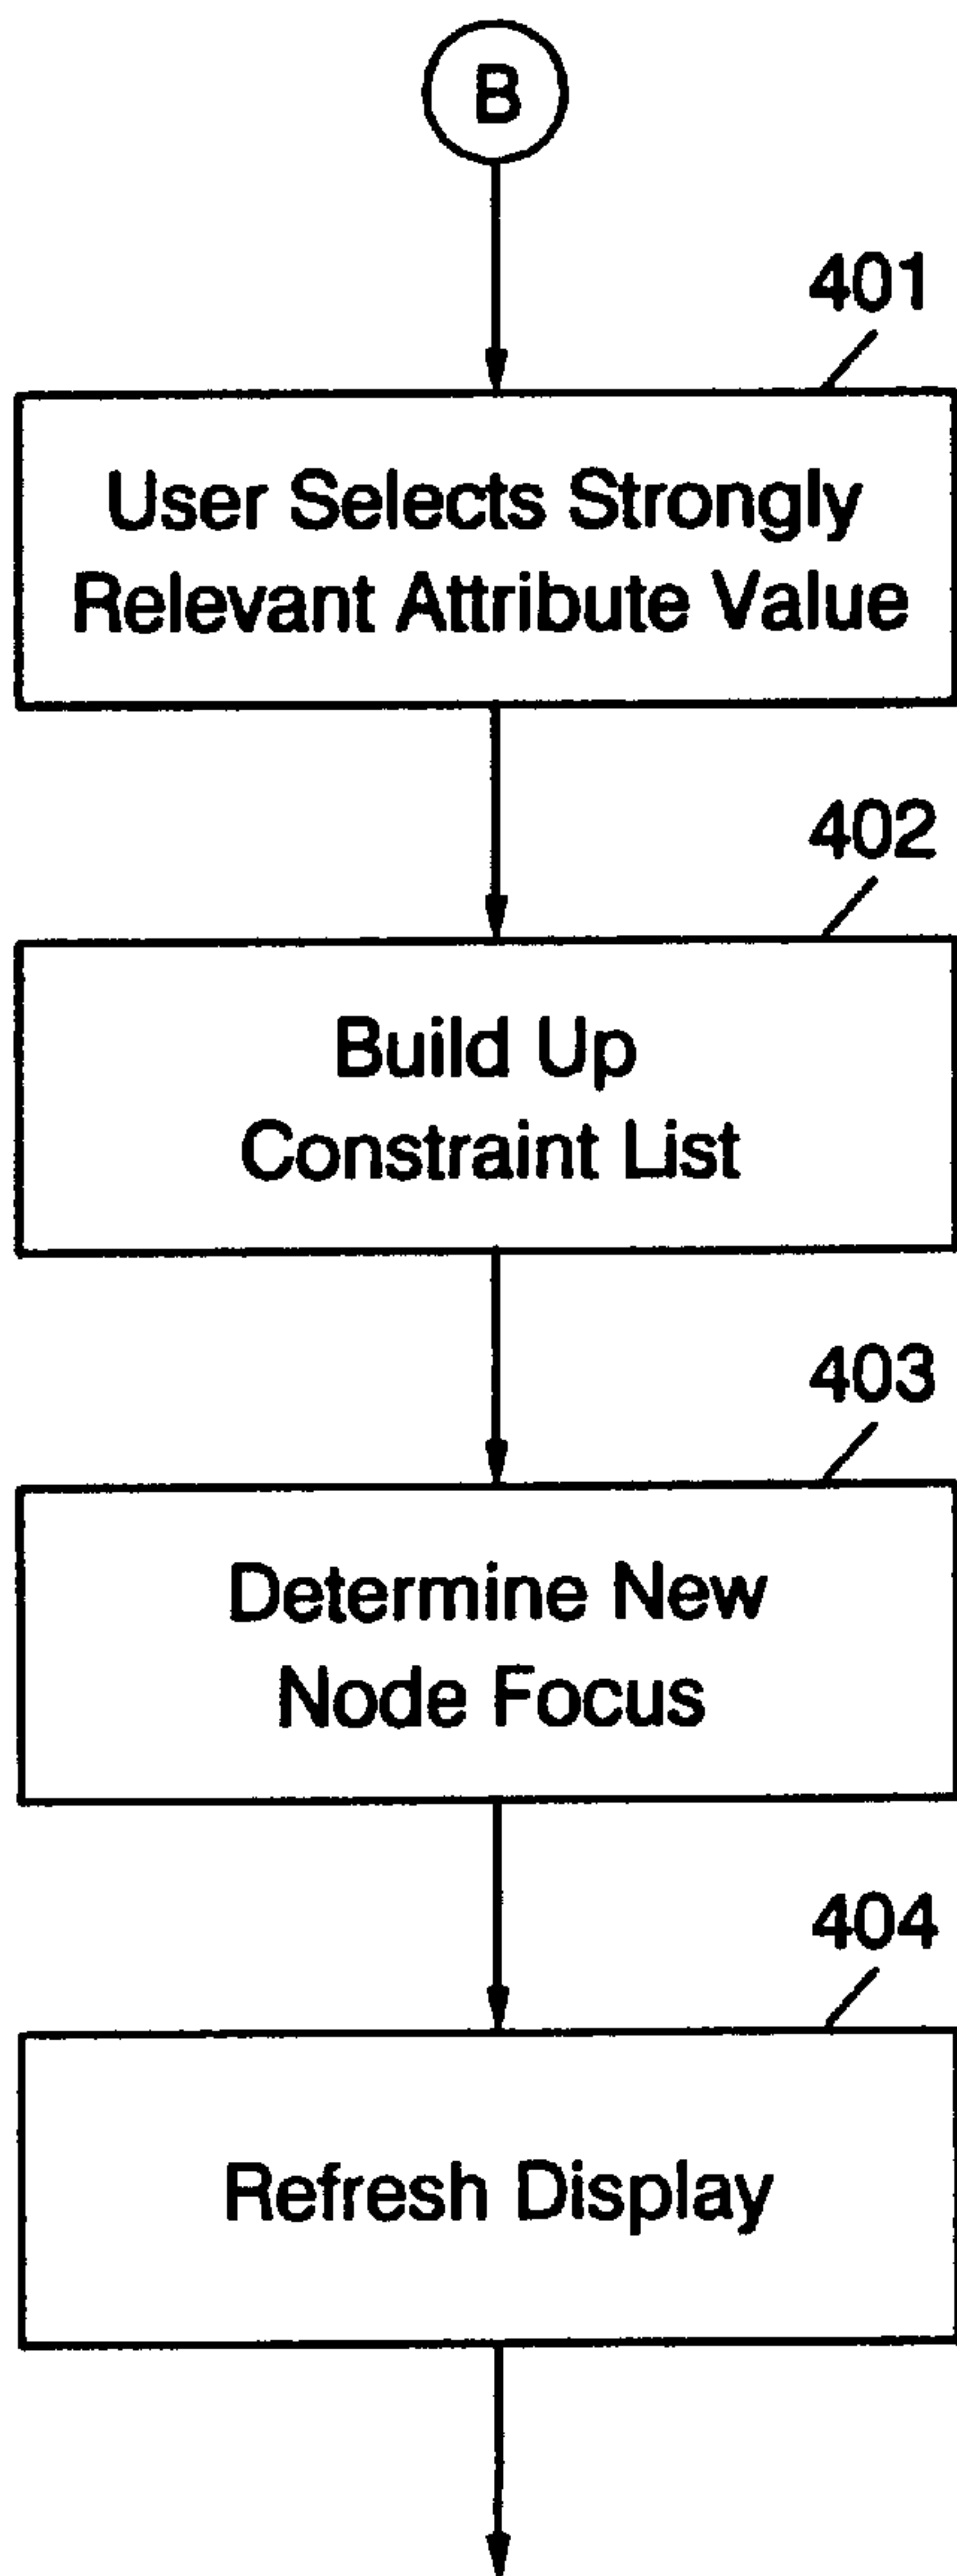 B
401
User Selects Strongly
Relevant Attribute Value
402
Build Up
Constraint List
403
Determine New
Node Focus
404
Refresh Display